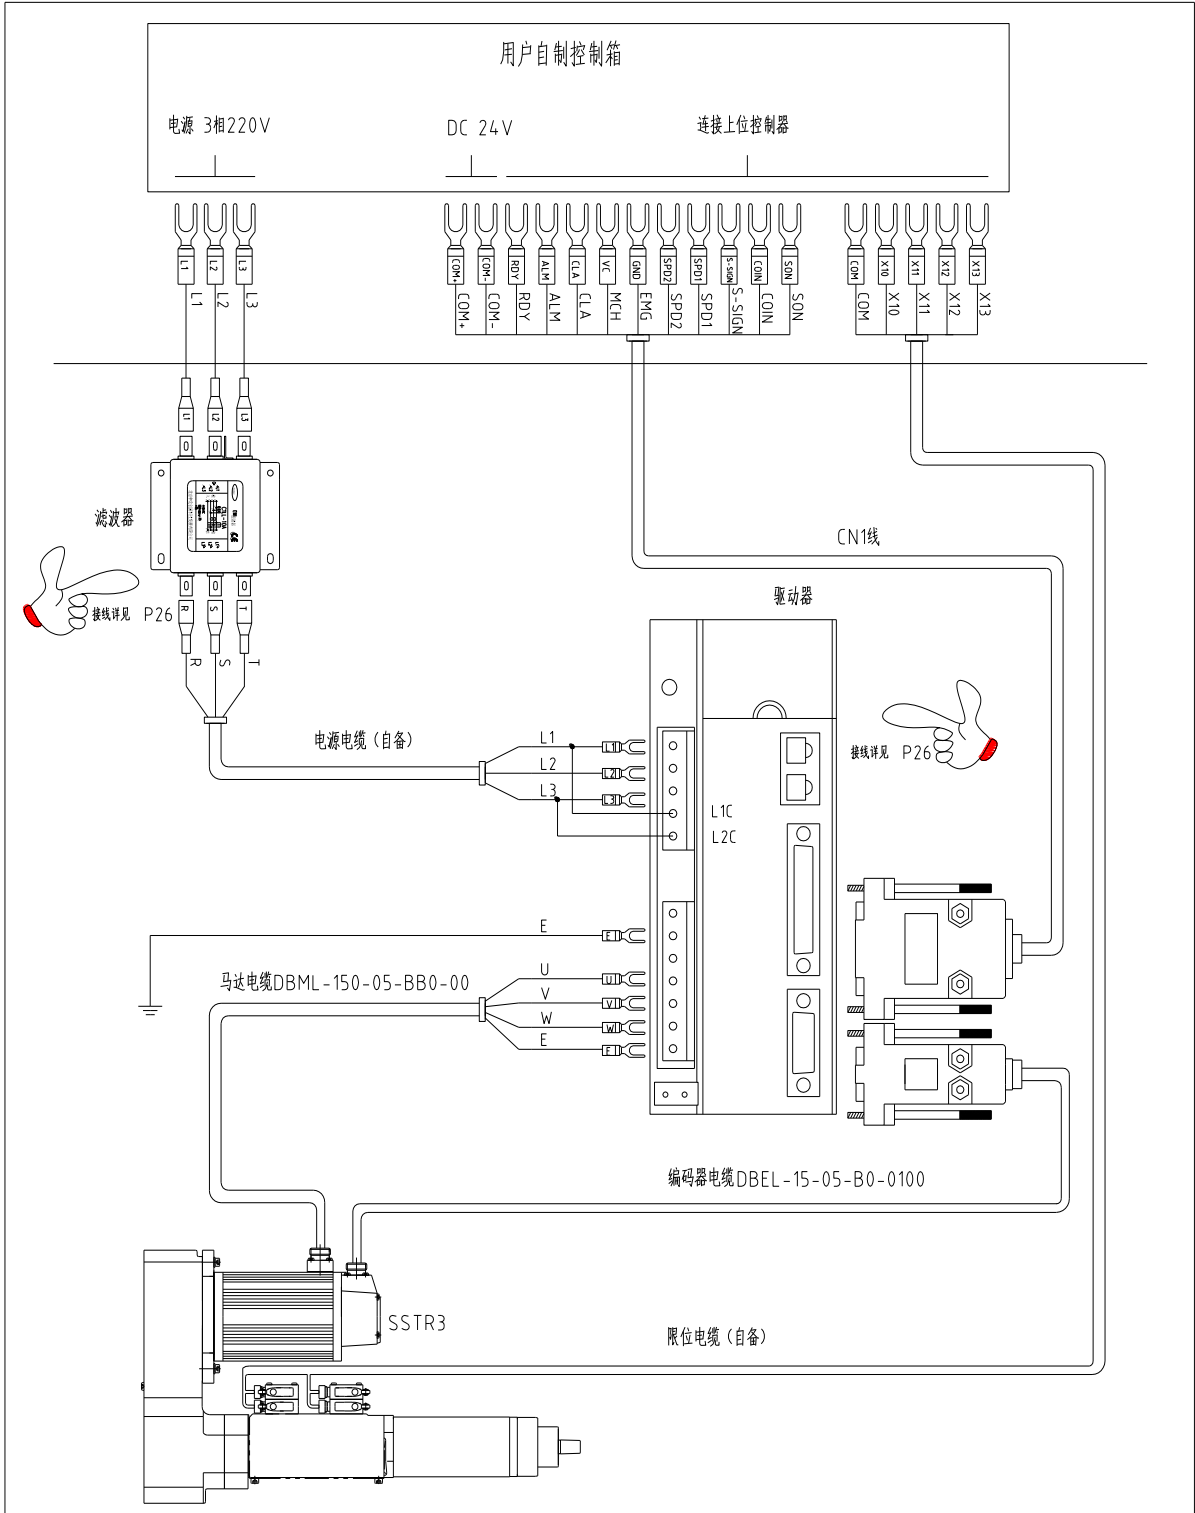 用户自制控制箱
电源 3相220V
DC 24V
连接上位控制器
L1 L2 L3
COM+ COM- RDY ALM CLA VC GND SPD2 SPD1 S-SIGN COIN SON
COM X10 X11 X12 X13
L1 L2 L3
COM+ COM- RDY ALM CLA MCH EMG SPD2 SPD1 S-SIGN COIN SON
COM X10 X11 X12 X13
L1 L2 L3
滤波器
CN1线
驱动器
接线详见 P26
R S T
R S T
电源电缆（自备）
L1 L1
L2 L2
L3 L3
接线详见 P26
L1C
L2C
E E
马达电缆DBML-150-05-BB0-00
U U
V V
W W
E E
编码器电缆DBEL-15-05-B0-0100
SSTR3
限位电缆（自备）